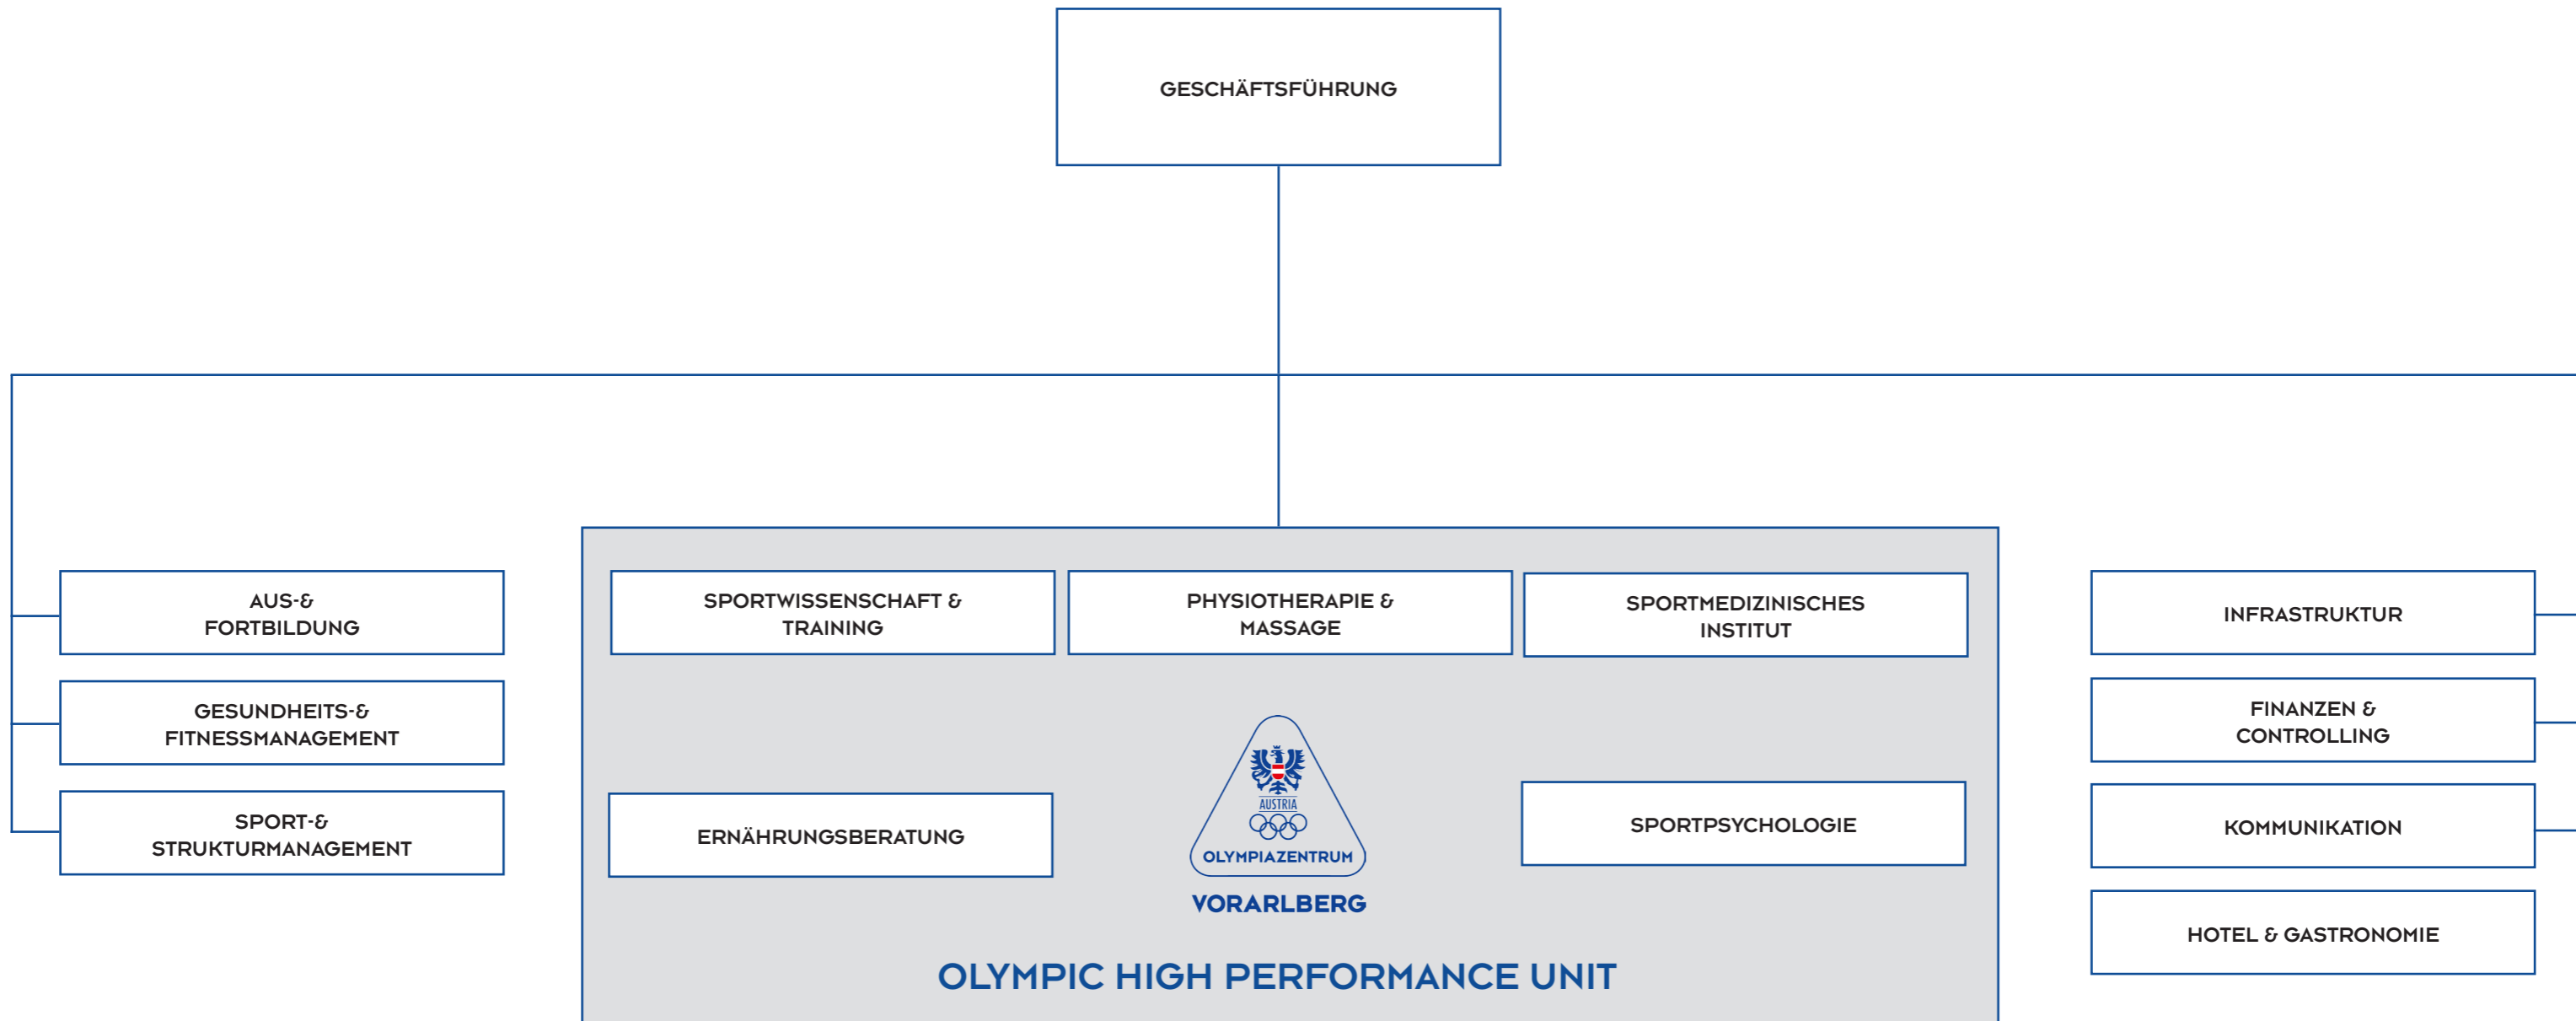 GESCHÄFTSFÜHRUNG
AUS-&
FORTBILDUNG
GESUNDHEITS-&
FITNESSMANAGEMENT
SPORT-&
STRUKTURMANAGEMENT
SPORTWISSENSCHAFT &
TRAINING
PHYSIOTHERAPIE &
MASSAGE
SPORTMEDIZINISCHES
INSTITUT
ERNÄHRUNGSBERATUNG
AUSTRIA
OLYMPIAZENTRUM
VORARLBERG
SPORTPSYCHOLOGIE
OLYMPIC HIGH PERFORMANCE UNIT
INFRASTRUKTUR
FINANZEN &
CONTROLLING
KOMMUNIKATION
HOTEL & GASTRONOMIE